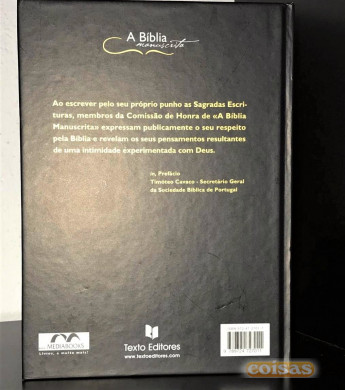 A Bíblia
manuscrita
Ao escrever pelo seu próprio punho as Sagradas Escri-
turas, membros da Comissão de Honra de «A Bíblia
Manuscrita» expressam publicamente o seu respeito
pela Bíblia e revelam os seus pensamentos resultantes
de uma intimidade experimentada com Deus.
in, Prefácio
Timóteo Cavaco - Secretário Geral
da Sociedade Bíblica de Portugal
MEDIABOOKS
Livros, e muito mais!
Texto Editores
www.textoeditores.com
coisas